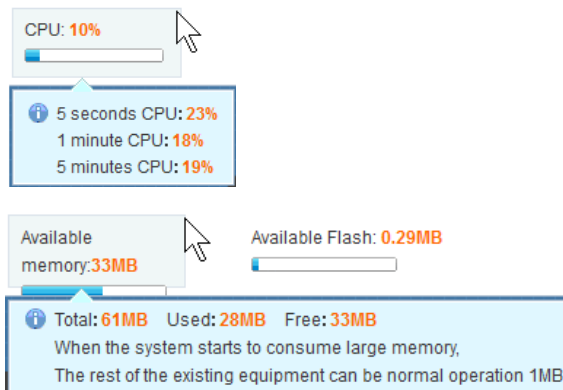 CPU: 10%
5 seconds CPU: 23%
1 minute CPU: 18%
5 minutes CPU: 19%
Available
memory:33MB
Available Flash: 0.29MB
Total: 61MB Used: 28MB Free: 33MB
When the system starts to consume large memory,
The rest of the existing equipment can be normal operation 1MB